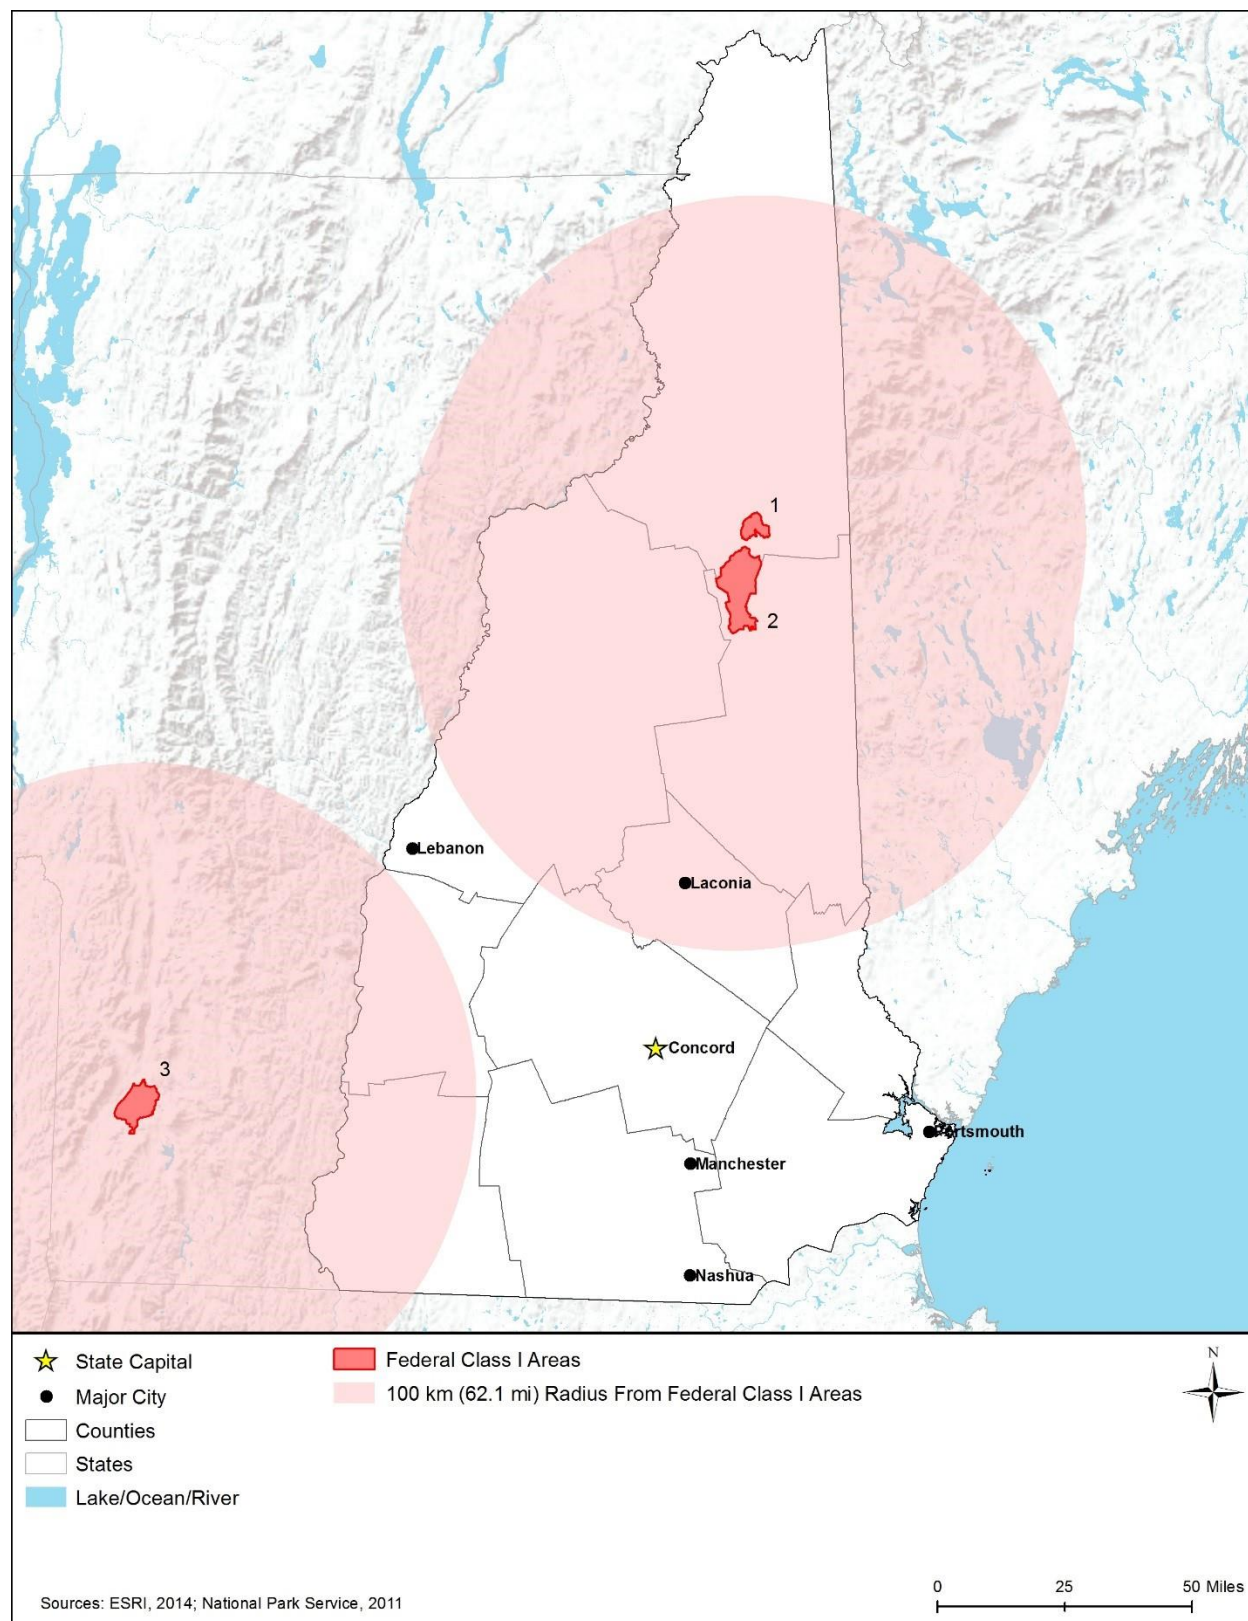 1
2
Lebanon
Laconia
Concord
3
Portsmouth
Manchester
Nashua
State Capital
Major City
Counties
States
Lake/Ocean/River
Federal Class I Areas
100 km (62.1 mi) Radius From Federal Class I Areas
N
Sources: ESRI, 2014; National Park Service, 2011
0 25 50 Miles